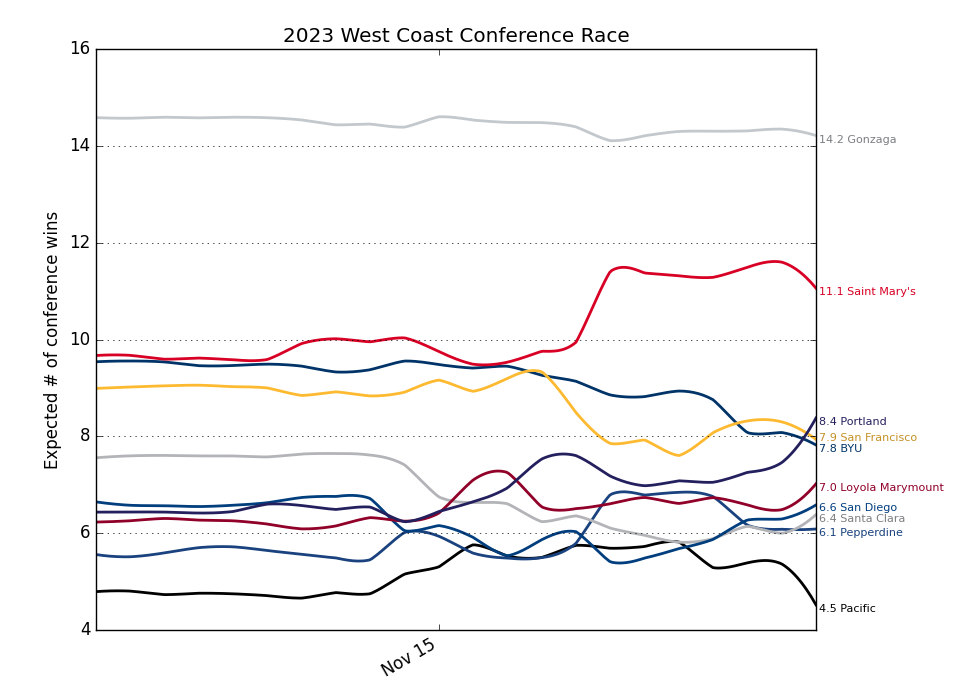 2023 West Coast Conference Race
Expected # of conference wins
16
14
12
10
8
6
4
Nov 15
14.2 Gonzaga
11.1 Saint Mary's
8.4 Portland
7.9 San Francisco
7.8 BYU
7.0 Loyola Marymount
6.6 San Diego
6.4 Santa Clara
6.1 Pepperdine
4.5 Pacific